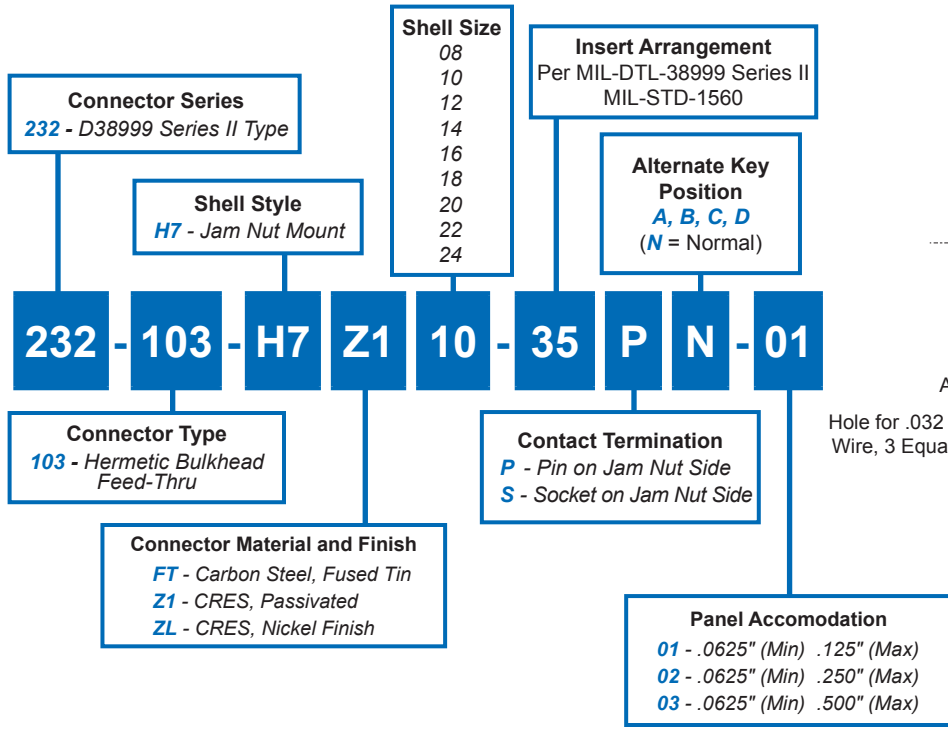 Connector Series
232 - D38999 Series II Type
Shell Style
H7 - Jam Nut Mount
Shell Size
08
10
12
14
16
18
20
22
24
Insert Arrangement
Per MIL-DTL-38999 Series II
MIL-STD-1560
Alternate Key
Position
A, B, C, D
(N = Normal)
232 - 103 - H7 Z1 10 - 35 P N - 01
Connector Type
103 - Hermetic Bulkhead
Feed-Thru
Connector Material and Finish
FT - Carbon Steel, Fused Tin
Z1 - CRES, Passivated
ZL - CRES, Nickel Finish
Contact Termination
P - Pin on Jam Nut Side
S - Socket on Jam Nut Side
Panel Accomodation
01 - .0625" (Min) .125" (Max)
02 - .0625" (Min) .250" (Max)
03 - .0625" (Min) .500" (Max)
A
Hole for .032
Wire, 3 Equa